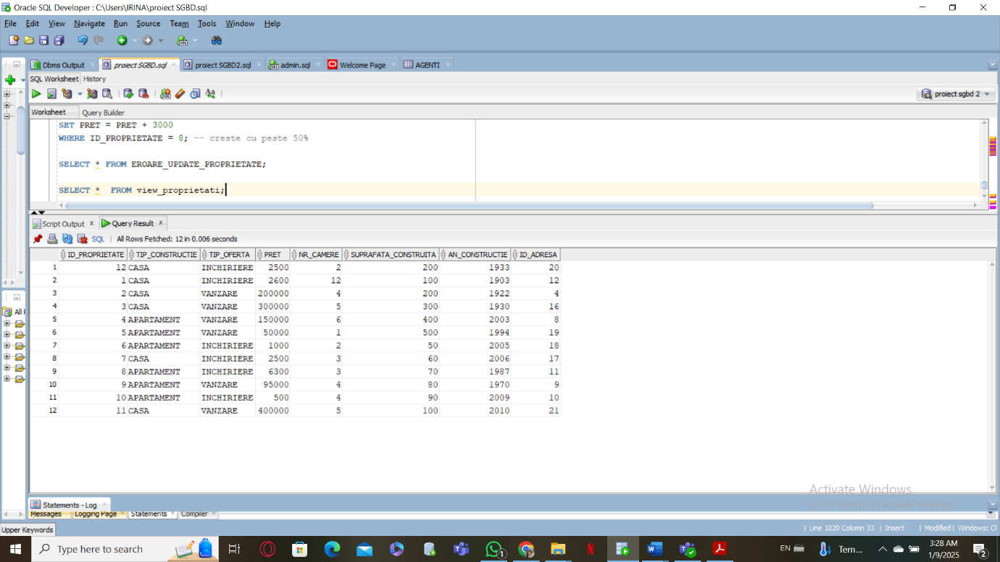 Oracle SQL Developer : C:\Users\IRINA\proiect SGBD.sql
File Edit View Navigate Run Source Team Tools Window Help
Dbms Output proiect SGBD.sql proiect SGBD2.sql admin.sql Welcome Page AGENTI
SQL Worksheet History
proiect sgbd 2
Worksheet Query Builder
SET PRET = PRET + 3000
WHERE ID_PROPRIETATE = 8; -- creste cu peste 50%
SELECT * FROM EROARE_UPDATE_PROPRIETATE;
SELECT *  FROM view_proprietati;
Script Output x Query Result x
SQL | All Rows Fetched: 12 in 0.006 seconds
ID_PROPRIETATE TIP_CONSTRUCTIE TIP_OFERTA PRET NR_CAMERE SUPRAFATA_CONSTRUITA AN_CONSTRUCTIE ID_ADRESA
1 12 CASA INCHIRIERE 2500 2 200 1933 20
2 1 CASA INCHIRIERE 2600 12 100 1903 12
3 2 CASA VANZARE 200000 4 200 1922 4
4 3 CASA VANZARE 300000 5 300 1930 16
5 4 APARTAMENT VANZARE 150000 6 400 2003 8
6 5 APARTAMENT VANZARE 50000 1 500 1994 19
7 6 APARTAMENT INCHIRIERE 1000 2 50 2005 18
8 7 CASA INCHIRIERE 2500 3 60 2006 17
9 8 APARTAMENT INCHIRIERE 6300 3 70 1987 11
10 9 APARTAMENT VANZARE 95000 4 80 1970 9
11 10 APARTAMENT INCHIRIERE 500 4 90 2009 10
12 11 CASA VANZARE 400000 5 100 2010 21
All
Activate Windows
Go to Settings to activate Windows.
Statements - Log
Messages Logging Page Statements Compiler
Upper Keywords
Line 1020 Column 33 | Insert | Modified | Windows:
Type here to search
EN
Tem...
3:28 AM
1/9/2025
1
2